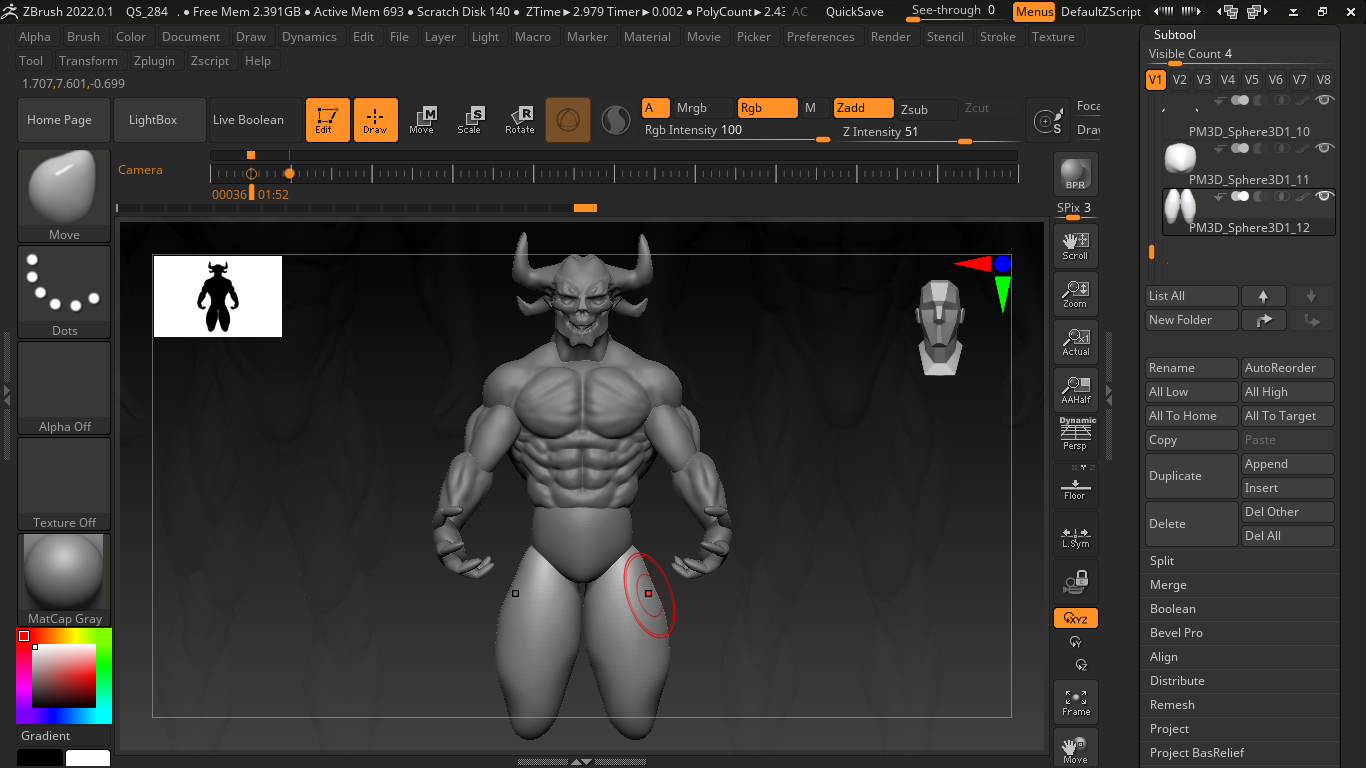 ZBrush 2022.0.1 QS_284 . • Free Mem 2.391GB • Active Mem 693 • Scratch Disk 140 • ZTime►2.979 Timer►0.002 • PolyCount►2.43 AC QuickSave See-through 0 Menus DefaultZScript
Alpha Brush Color Document Draw Dynamics Edit File Layer Light Macro Marker Material Movie Picker Preferences Render Stencil Stroke Texture
Tool Transform Zplugin Zscript Help
1.707,7.601,-0.699
Home Page LightBox Live Boolean Edit Draw Move Scale Rotate
A Mrgb Rgb M Zadd Zsub Zcut
Rgb Intensity 100 Z Intensity 51
S
Foca
Draw
Camera
00036 01:52
Move
Dots
Alpha Off
Texture Off
MatCap Gray
Gradient
BPR
SPix 3
Scroll
Zoom
x1
Actual
AAHalf
Dynamic
Persp
Floor
L.Sym
XYZ
Y
Z
Frame
Move
Subtool
Visible Count 4
V1 V2 V3 V4 V5 V6 V7 V8
PM3D_Sphere3D1_10
PM3D_Sphere3D1_11
PM3D_Sphere3D1_12
List All
New Folder
Rename AutoReorder
All Low All High
All To Home All To Target
Copy Paste
Duplicate Append
Insert
Delete Del Other
Del All
Split
Merge
Boolean
Bevel Pro
Align
Distribute
Remesh
Project
Project BasRelief